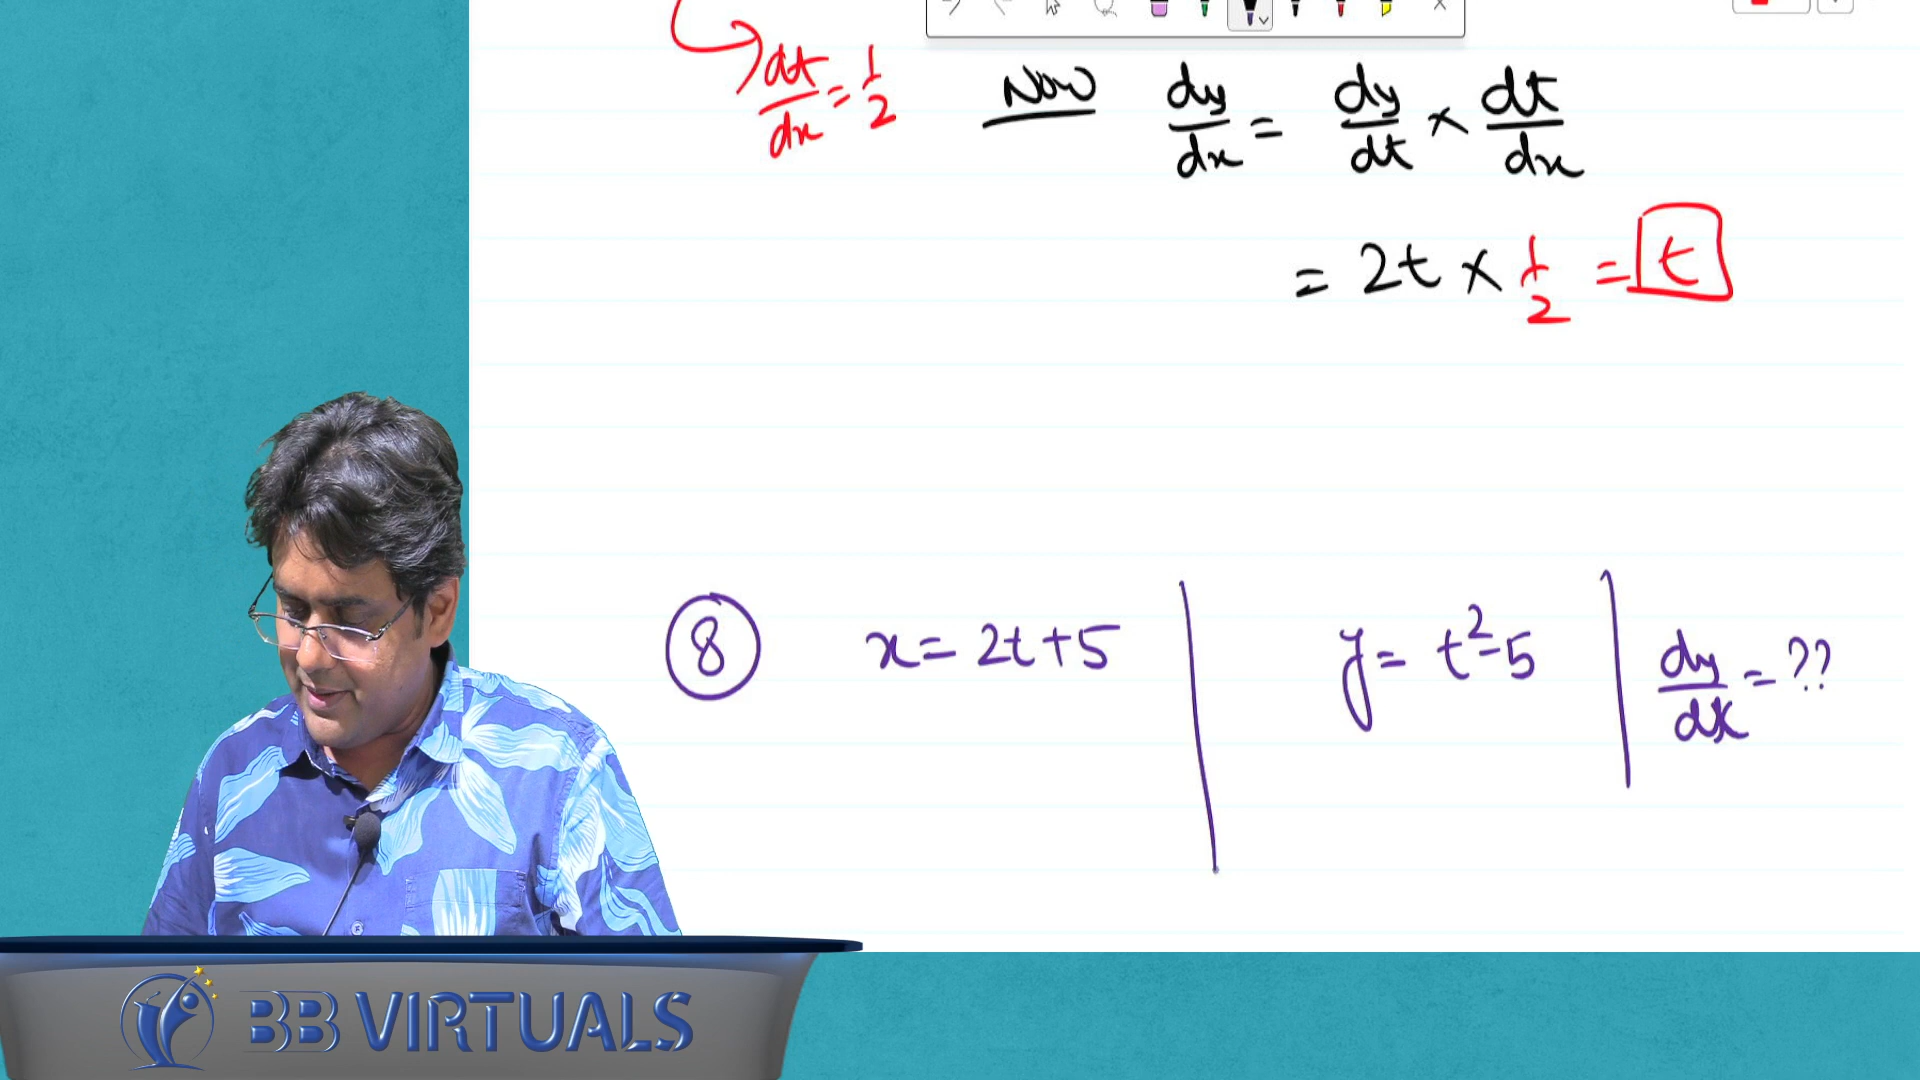 dt/dx = 1/2
Now dy/dx = dy/dt × dt/dx
= 2t × 1/2 = t
8 x = 2t + 5 | y = t² - 5 | dy/dx = ??
BB VIRTUALS